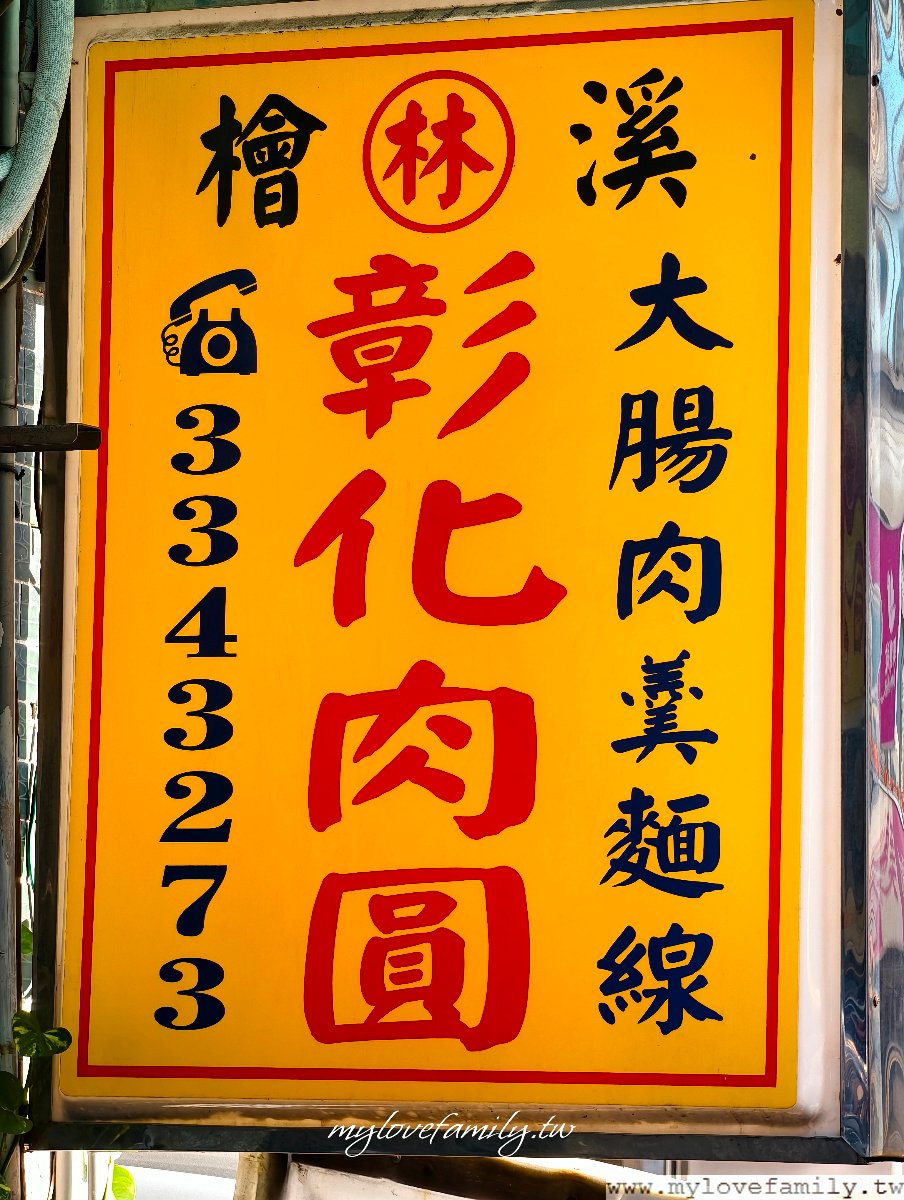 溪檜
林
大腸肉羹麵線
彰化肉圓
3343273
mylovefamily.tw
www.mylovefamily.tw